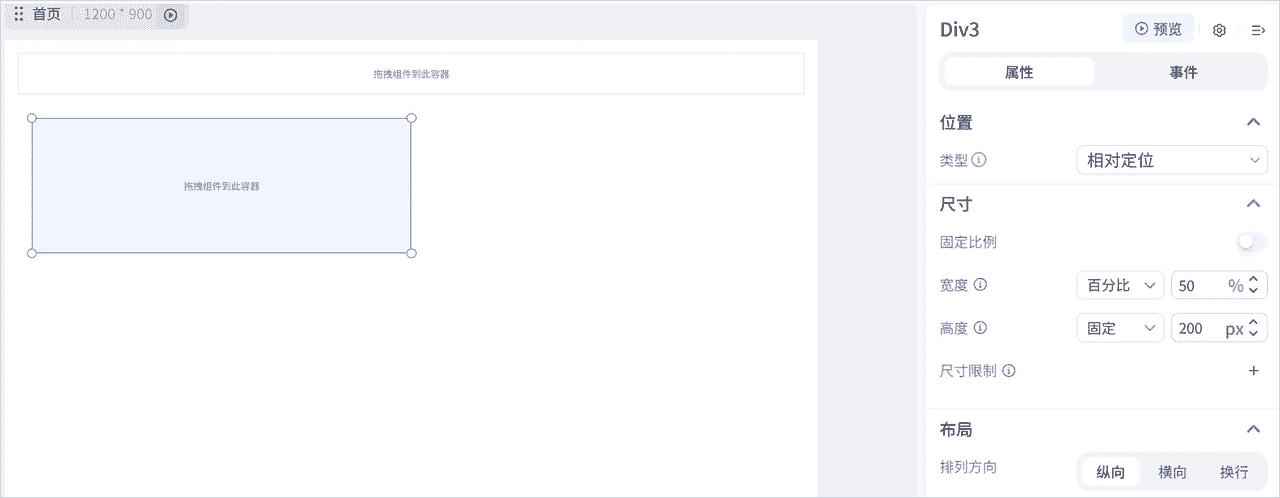 首页 1200 * 900
拖拽组件到此容器
拖拽组件到此容器
Div3 预览
属性 事件
位置
类型 相对定位
尺寸
固定比例
宽度 百分比 50 %
高度 固定 200 px
尺寸限制 +
布局
排列方向 纵向 横向 换行